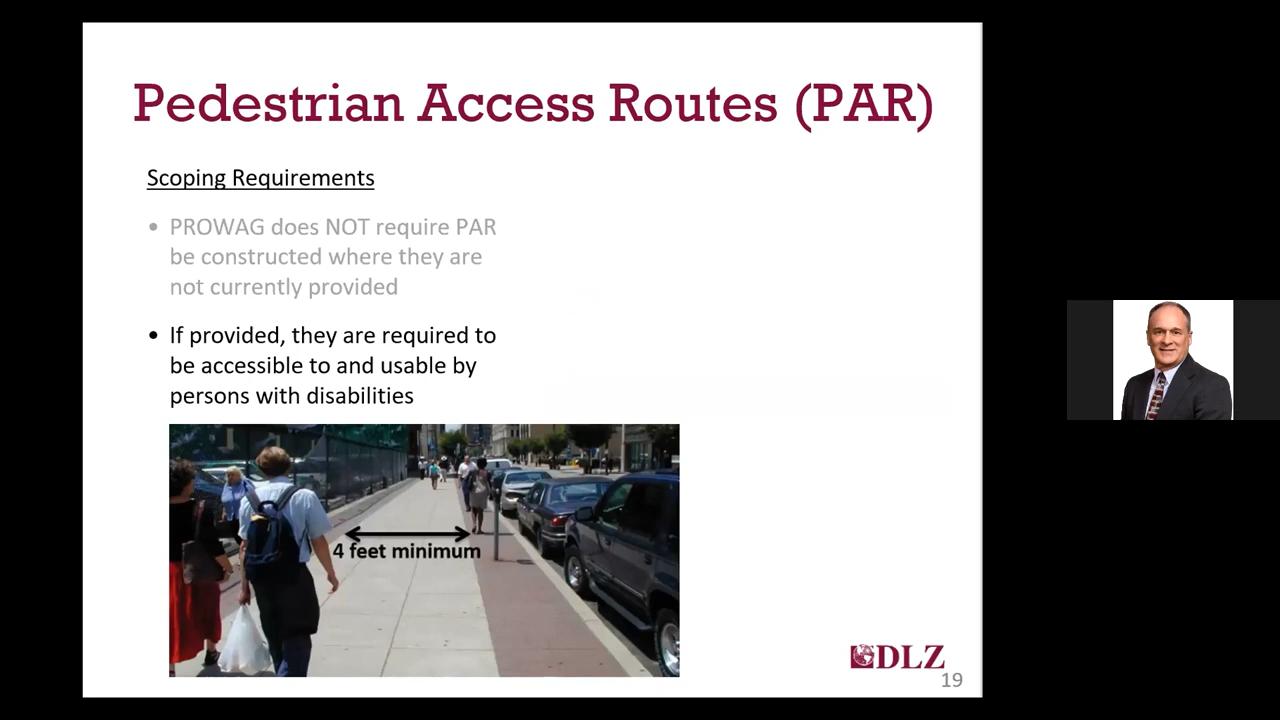 Pedestrian Access Routes (PAR)
Scoping Requirements
• PROWAG does NOT require PAR
be constructed where they are
not currently provided
• If provided, they are required to
be accessible to and usable by
persons with disabilities
4 feet minimum
DLZ
19